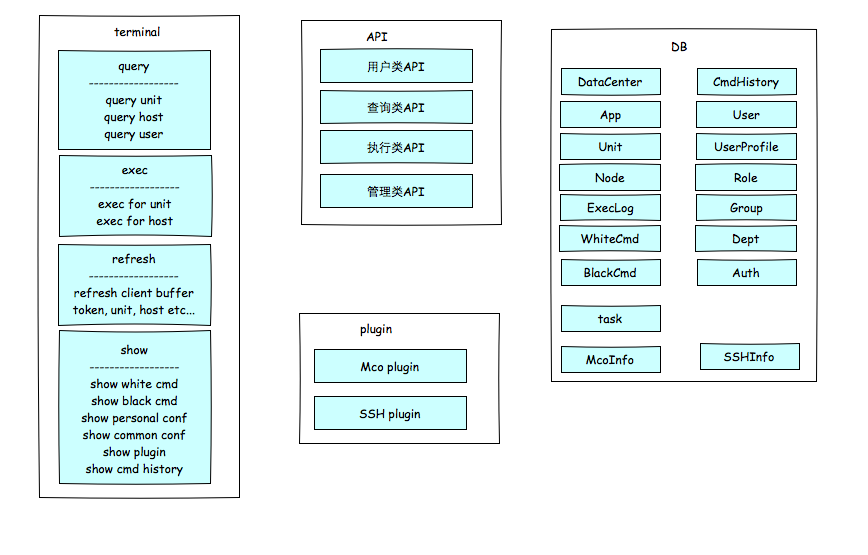 terminal
query
------------------
query unit
query host
query user
exec
------------------
exec for unit
exec for host
refresh
------------------
refresh client buffer
token, unit, host etc...
show
------------------
show white cmd
show black cmd
show personal conf
show common conf
show plugin
show cmd history
API
用户类API
查询类API
执行类API
管理类API
plugin
Mco plugin
SSH plugin
DB
DataCenter
App
Unit
Node
ExecLog
WhiteCmd
BlackCmd
task
McoInfo
CmdHistory
User
UserProfile
Role
Group
Dept
Auth
SSHInfo